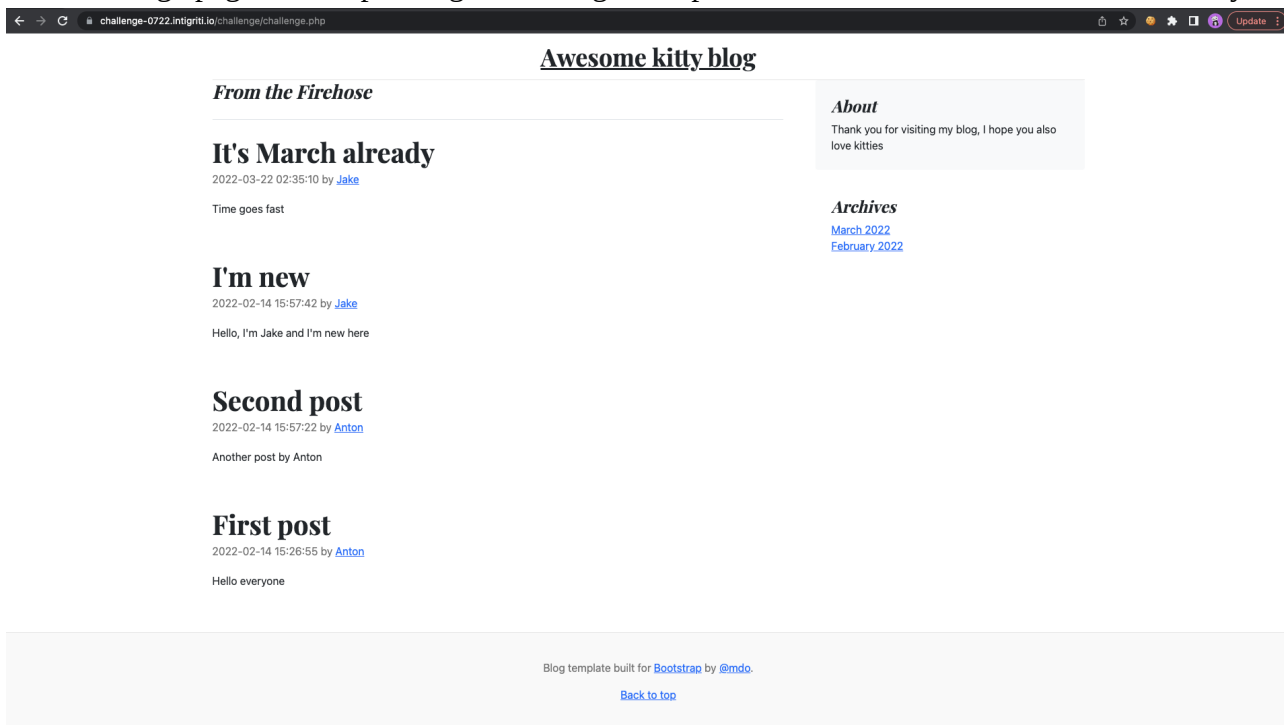 challenge-0722.intigriti.io/challenge/challenge.php
Update
Awesome kitty blog
From the Firehose
It's March already
2022-03-22 02:35:10 by Jake
Time goes fast
I'm new
2022-02-14 15:57:42 by Jake
Hello, I'm Jake and I'm new here
Second post
2022-02-14 15:57:22 by Anton
Another post by Anton
First post
2022-02-14 15:26:55 by Anton
Hello everyone
About
Thank you for visiting my blog, I hope you also
love kitties
Archives
March 2022
February 2022
Blog template built for Bootstrap by @mdo.
Back to top